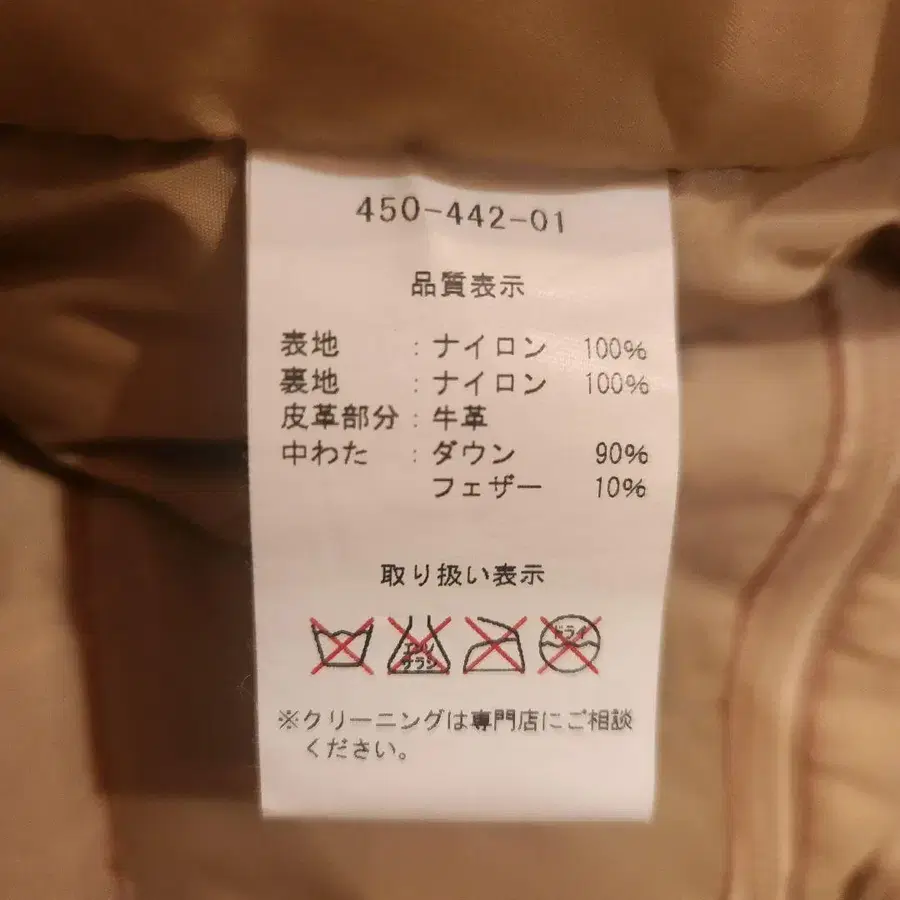 450-442-01
品質表示
表地 : ナイロン 100%
裏地 : ナイロン 100%
皮革部分 : 牛革
中わた : ダウン 90%
フェザー 10%
取り扱い表示
エンソ
サラシ
ドライ
※クリーニングは専門店にご相談
ください。